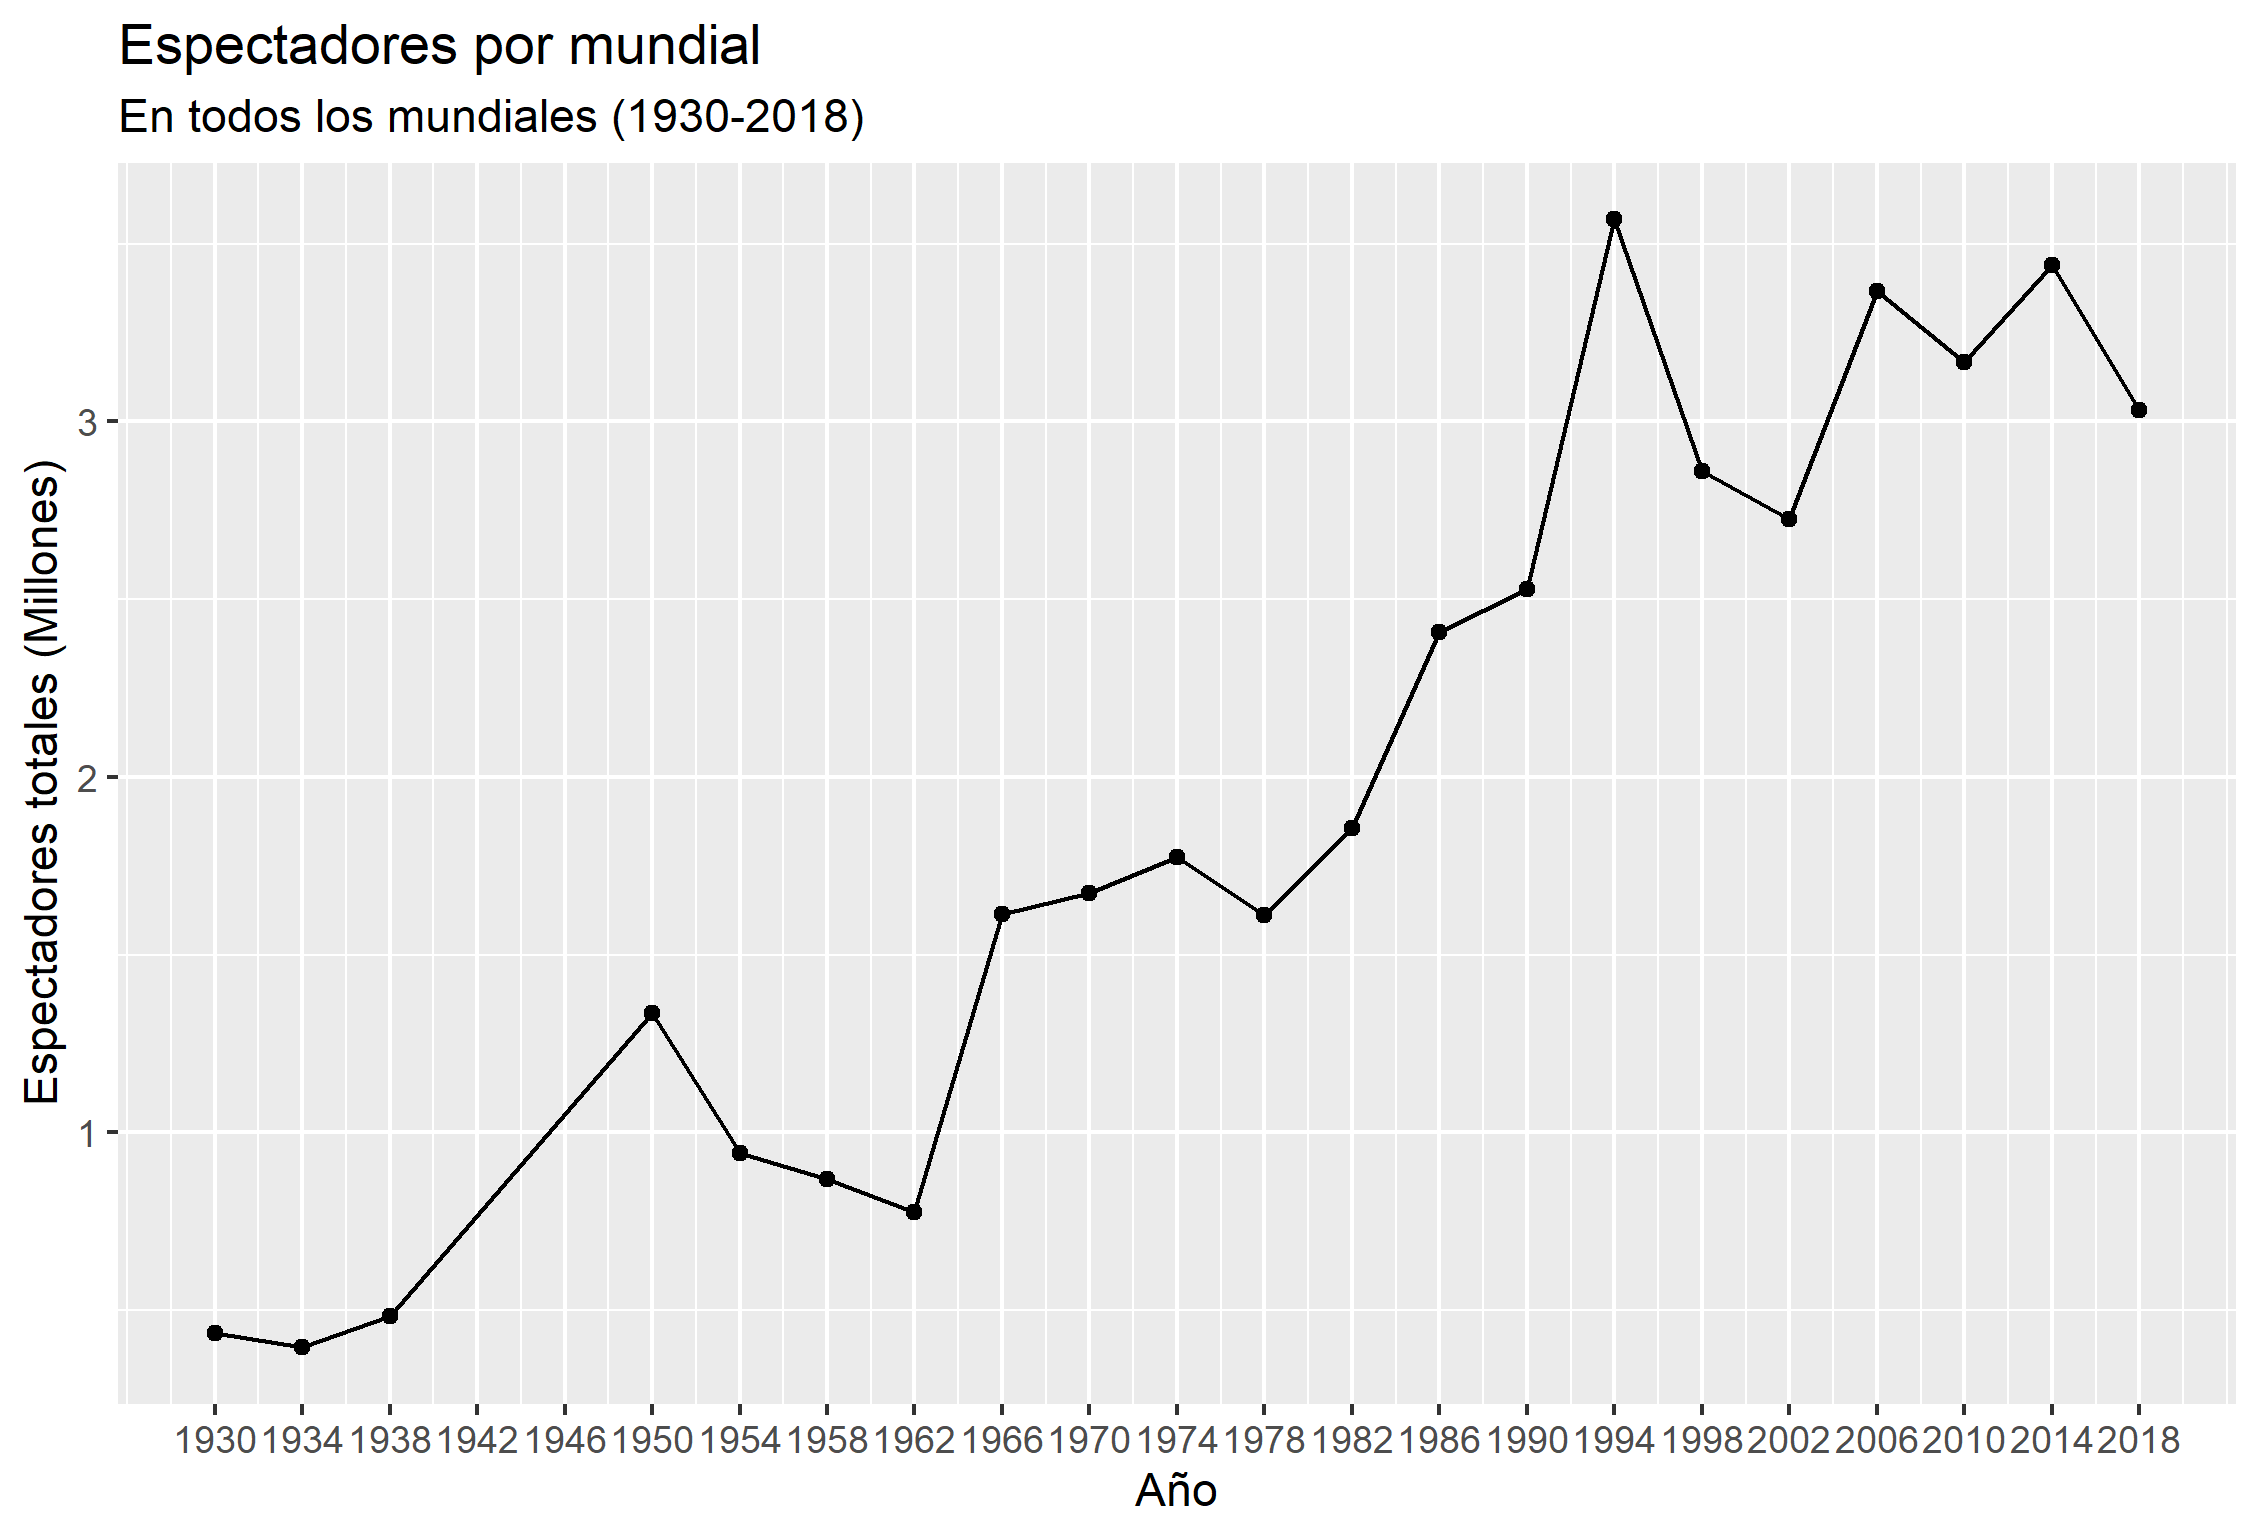 Espectadores por mundial
En todos los mundiales (1930-2018)
Espectadores totales (Millones)
3
2
1
1930 1934 1938 1942 1946 1950 1954 1958 1962 1966 1970 1974 1978 1982 1986 1990 1994 1998 2002 2006 2010 2014 2018
Año